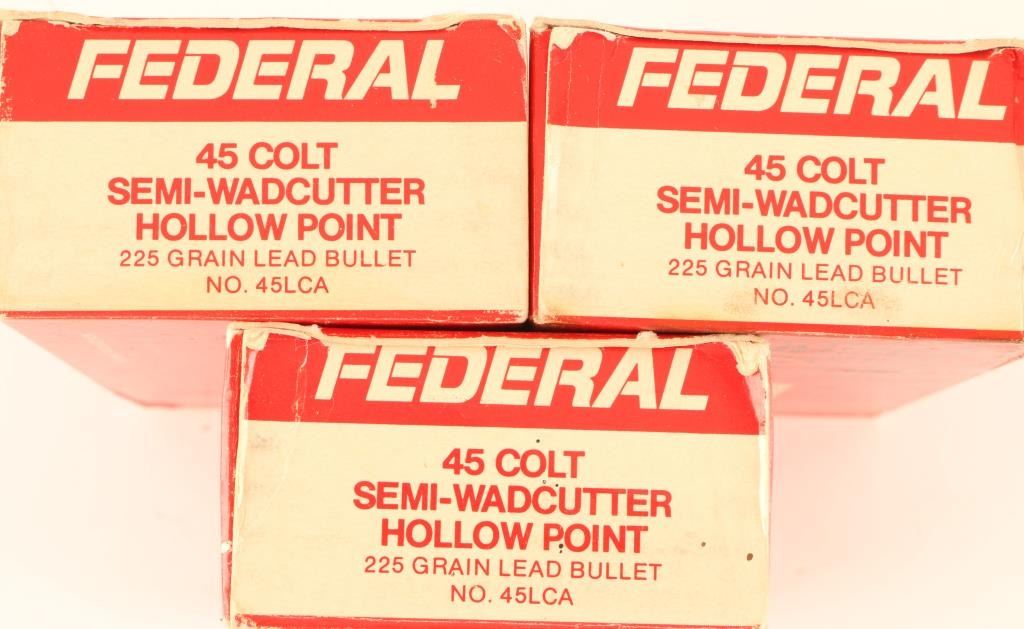 FEDERAL
45 COLT
SEMI-WADCUTTER
HOLLOW POINT
225 GRAIN LEAD BULLET
NO. 45LCA
FEDERAL
45 COLT
SEMI-WADCUTTER
HOLLOW POINT
225 GRAIN LEAD BULLET
NO. 45LCA
FEDERAL
45 COLT
SEMI-WADCUTTER
HOLLOW POINT
225 GRAIN LEAD BULLET
NO. 45LCA